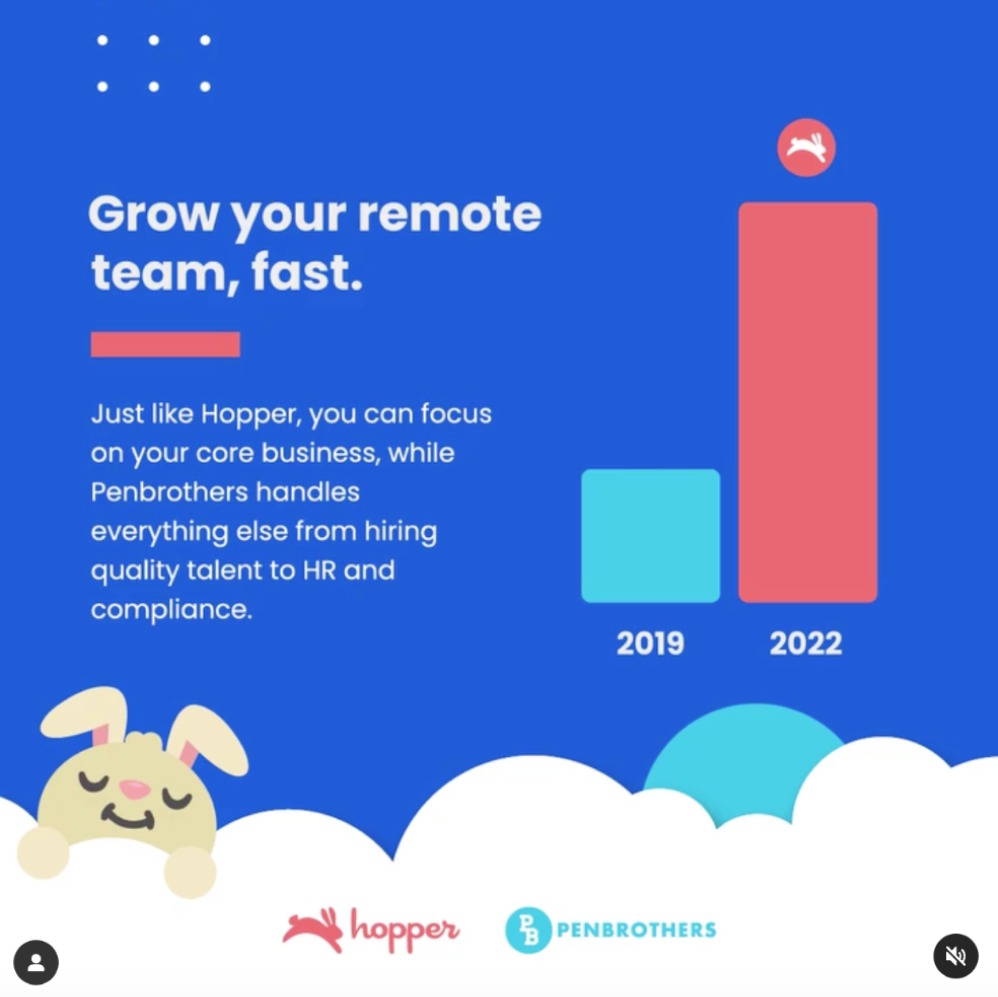 Grow your remote
team, fast.
Just like Hopper, you can focus
on your core business, while
Penbrothers handles
everything else from hiring
quality talent to HR and
compliance.
2019
2022
hopper
PB PENBROTHERS